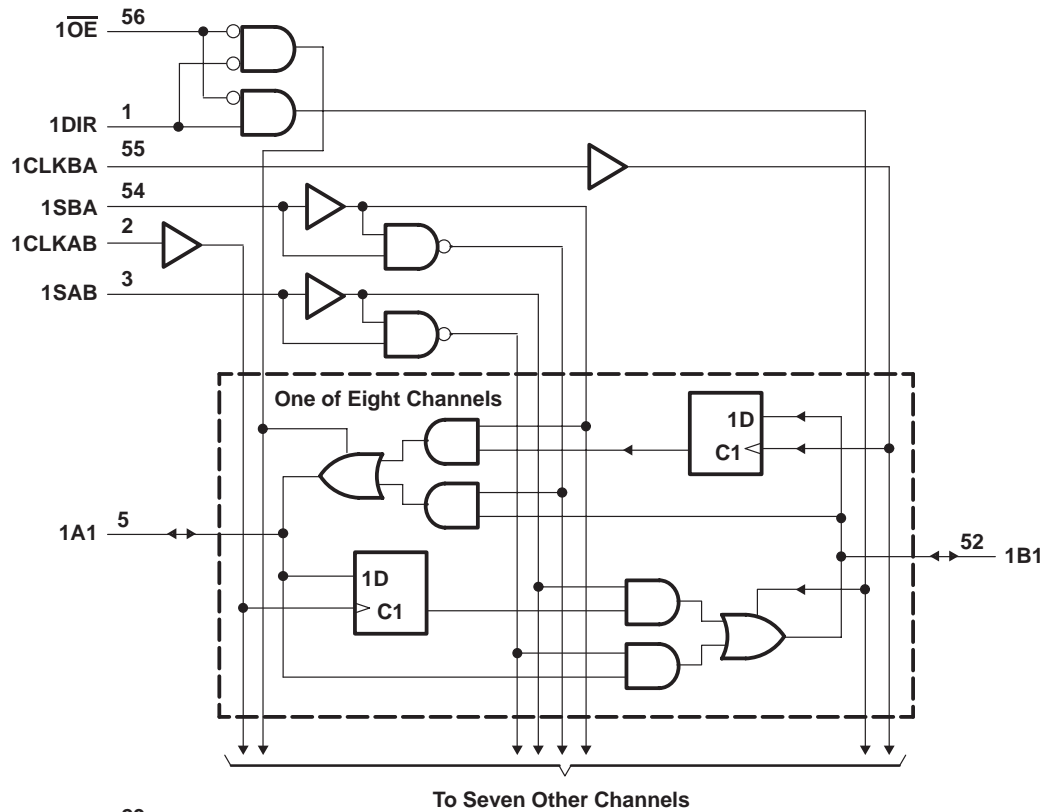 1OE 56
1DIR 1
1CLKBA 55
1SBA 54
1CLKAB 2
1SAB 3
One of Eight Channels
1D
C1
1A1 5
52 1B1
1D
C1
To Seven Other Channels